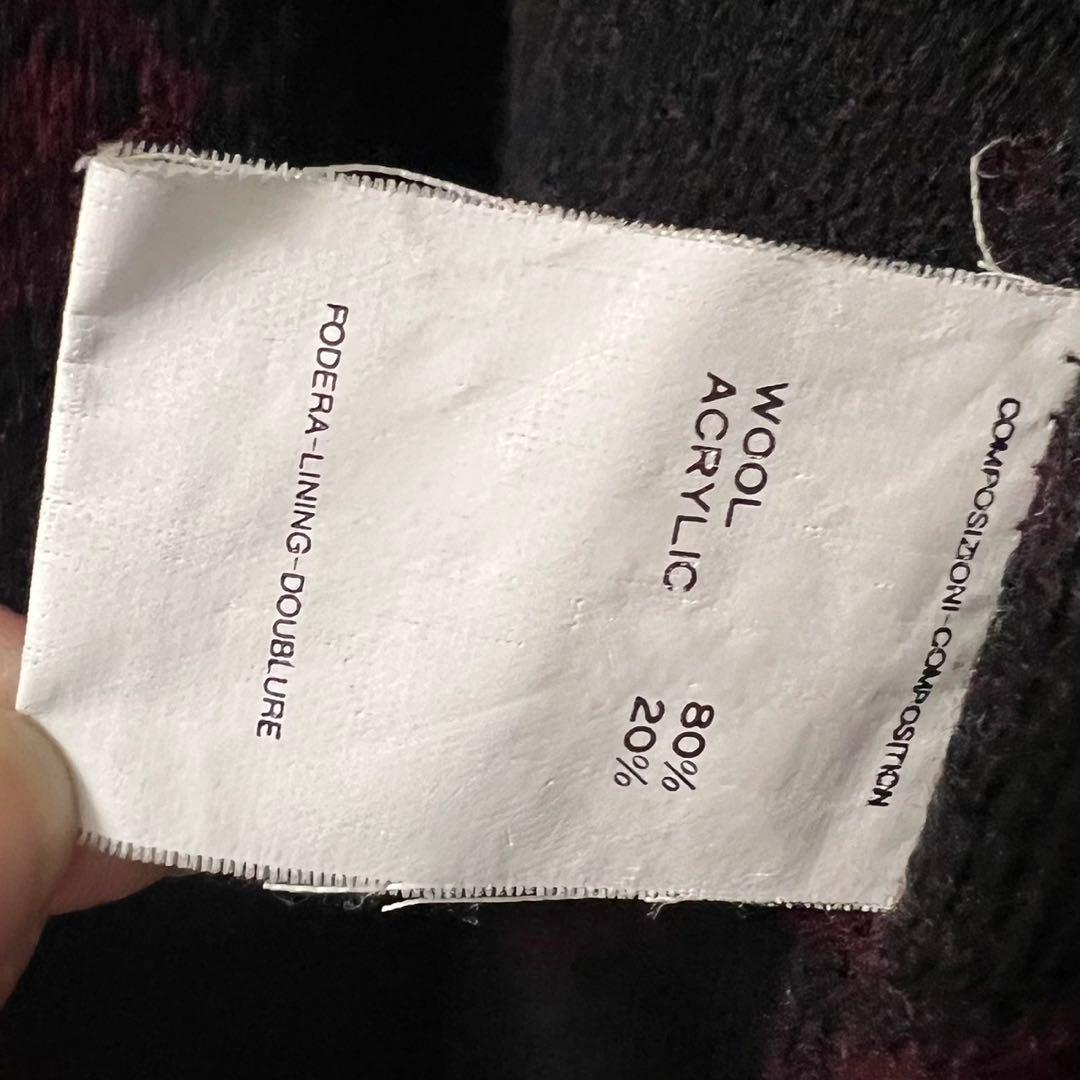 COMPOSIZIONI-COMPOSITION
WOOL 80%
ACRYLIC 20%
FODERA-LINING-DOUBLURE